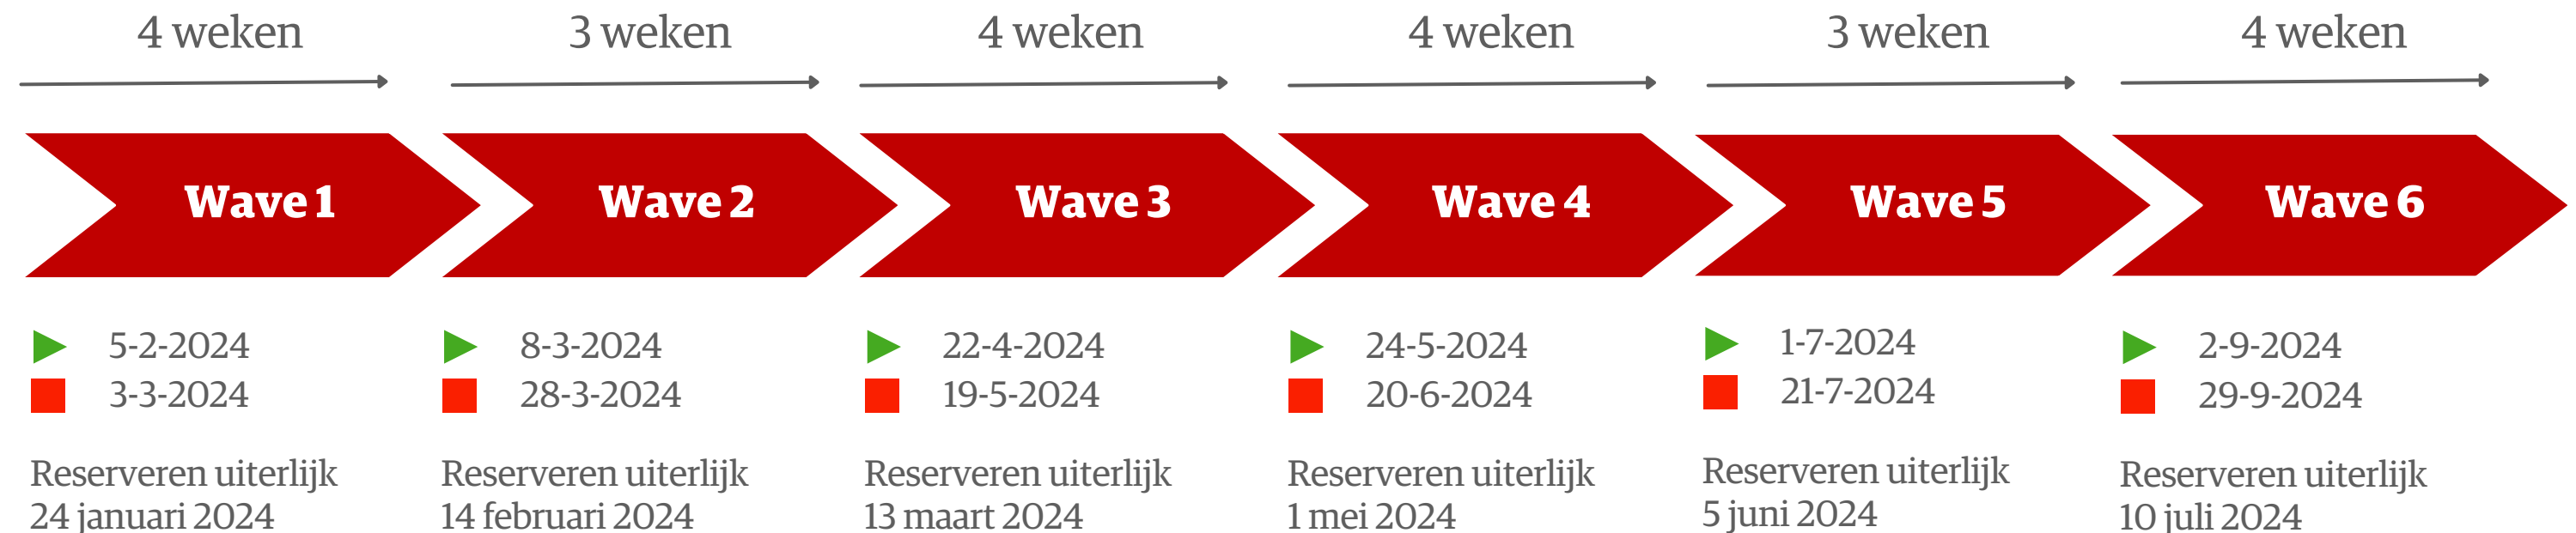 4 weken
3 weken
4 weken
4 weken
3 weken
4 weken
Wave 1
Wave 2
Wave 3
Wave 4
Wave 5
Wave 6
5-2-2024
3-3-2024
Reserveren uiterlijk
24 januari 2024
8-3-2024
28-3-2024
Reserveren uiterlijk
14 februari 2024
22-4-2024
19-5-2024
Reserveren uiterlijk
13 maart 2024
24-5-2024
20-6-2024
Reserveren uiterlijk
1 mei 2024
1-7-2024
21-7-2024
Reserveren uiterlijk
5 juni 2024
2-9-2024
29-9-2024
Reserveren uiterlijk
10 juli 2024